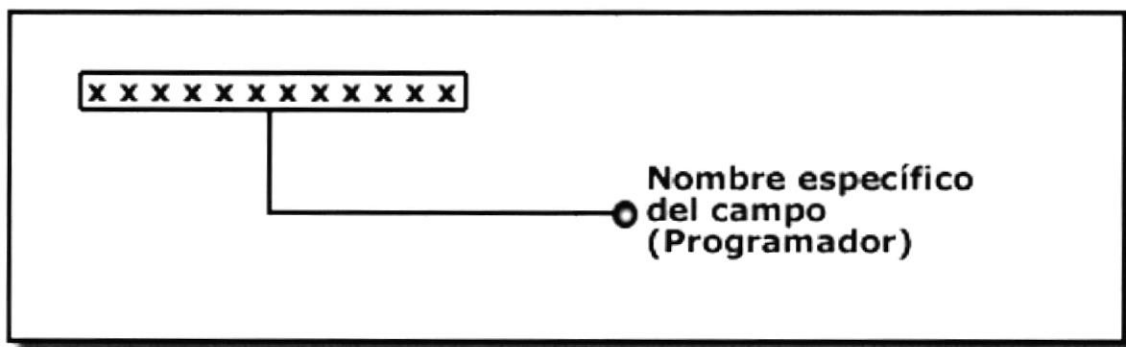 x x x x x x x x x x x x
Nombre específico
del campo
(Programador)